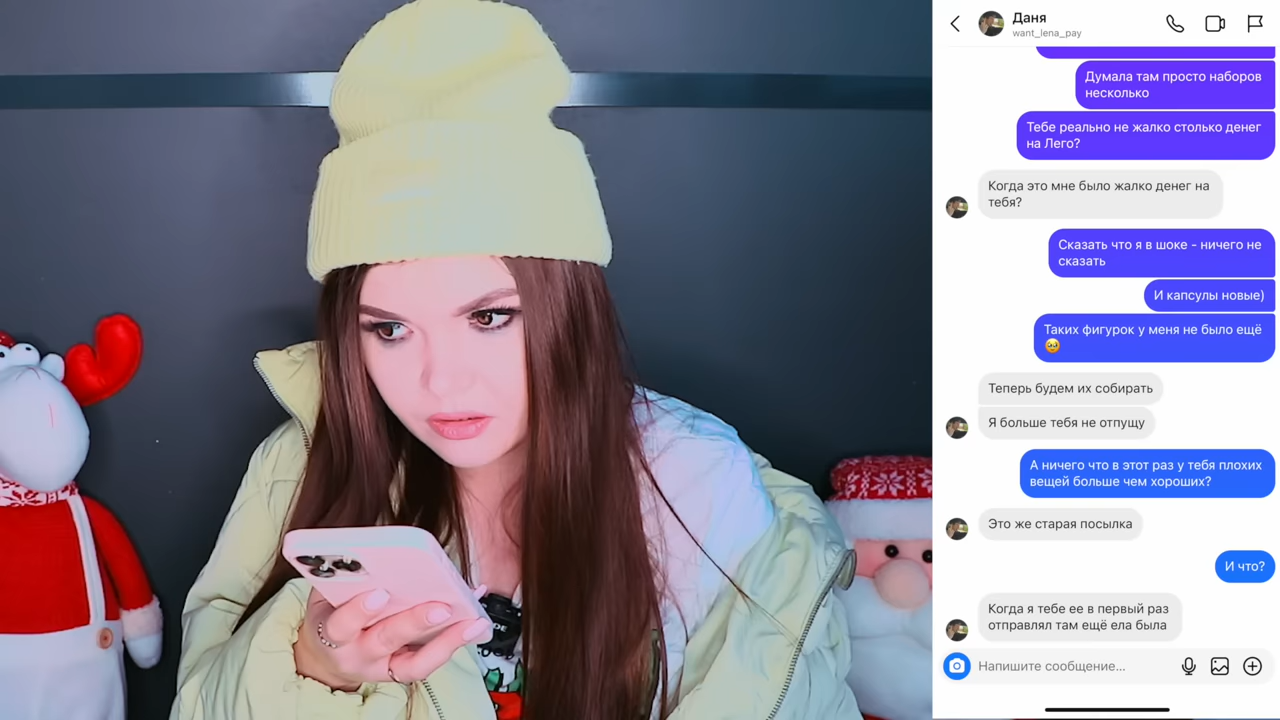 Даня
want_lena_pay
Думала там просто наборов
несколько
Тебе реально не жалко столько денег
на Лего?
Когда это мне было жалко денег на
тебя?
Сказать что я в шоке - ничего не
сказать
И капсулы новые)
Таких фигурок у меня не было ещё
🥹
Теперь будем их собирать
Я больше тебя не отпущу
А ничего что в этот раз у тебя плохих
вещей больше чем хороших?
Это же старая посылка
И что?
Когда я тебе ее в первый раз
отправлял там ещё ела была
Напишите сообщение...